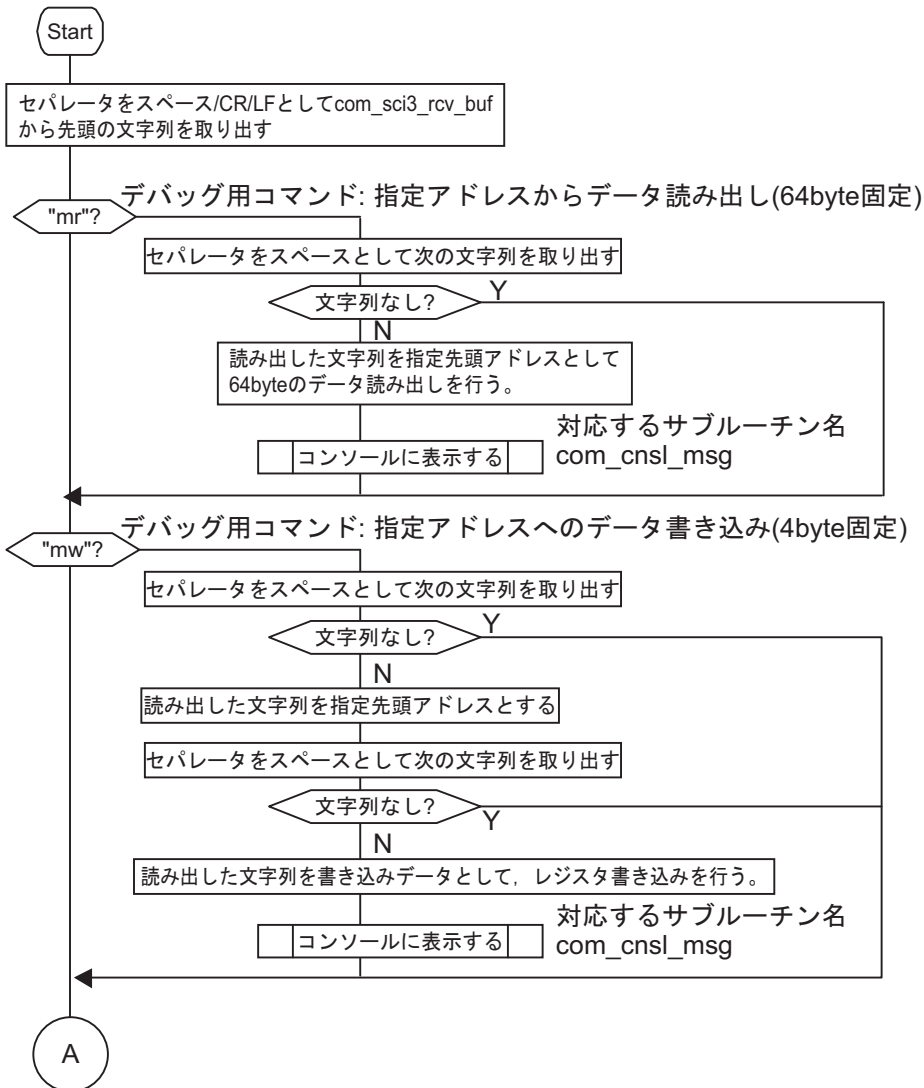 Start
セパレータをスペース/CR/LFとしてcom_sci3_rcv_buf
から先頭の文字列を取り出す
デバッグ用コマンド: 指定アドレスからデータ読み出し(64byte固定)
"mr"?
セパレータをスペースとして次の文字列を取り出す
文字列なし?
Y
N
読み出した文字列を指定先頭アドレスとして
64byteのデータ読み出しを行う。
対応するサブルーチン名
コンソールに表示する
com_cnsl_msg
デバッグ用コマンド: 指定アドレスへのデータ書き込み(4byte固定)
"mw"?
セパレータをスペースとして次の文字列を取り出す
文字列なし?
Y
N
読み出した文字列を指定先頭アドレスとする
セパレータをスペースとして次の文字列を取り出す
文字列なし?
Y
N
読み出した文字列を書き込みデータとして，レジスタ書き込みを行う。
対応するサブルーチン名
コンソールに表示する
com_cnsl_msg
A